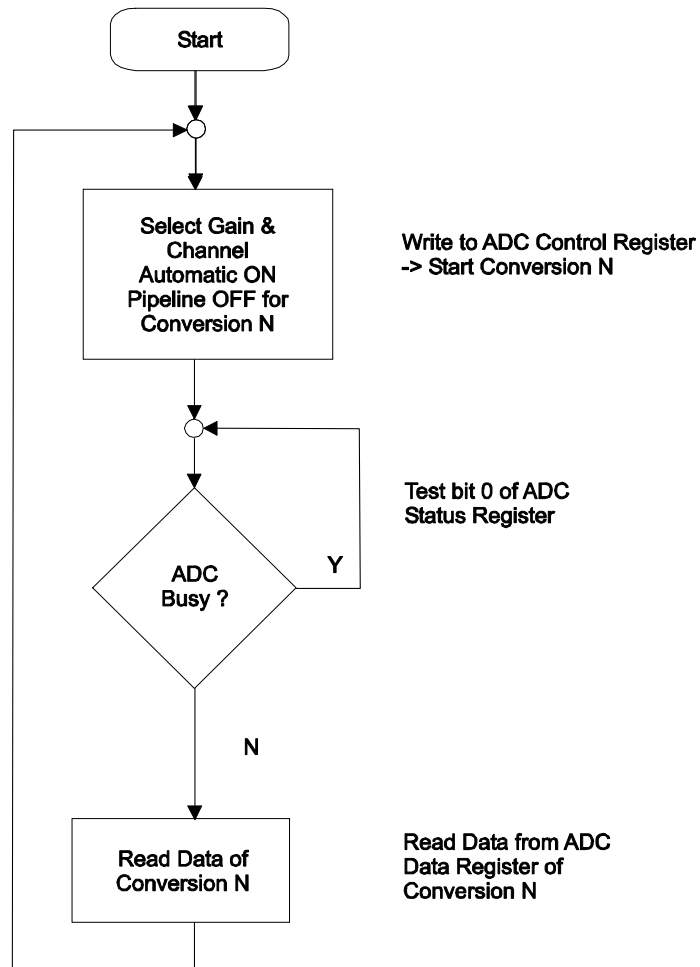 Start
Select Gain &
Channel
Automatic ON
Pipeline OFF for
Conversion N
Write to ADC Control Register
-> Start Conversion N
Test bit 0 of ADC
Status Register
Y
ADC
Busy ?
N
Read Data of
Conversion N
Read Data from ADC
Data Register of
Conversion N